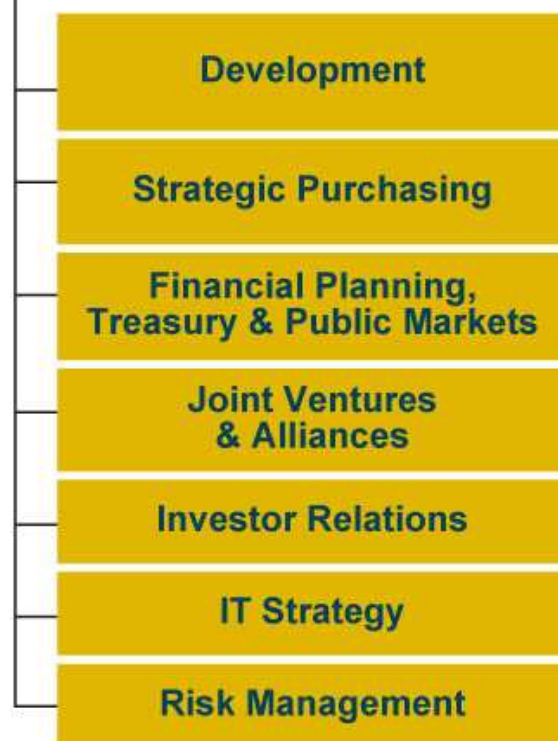 Development
Strategic Purchasing
Financial Planning,
Treasury & Public Markets
Joint Ventures
& Alliances
Investor Relations
IT Strategy
Risk Management